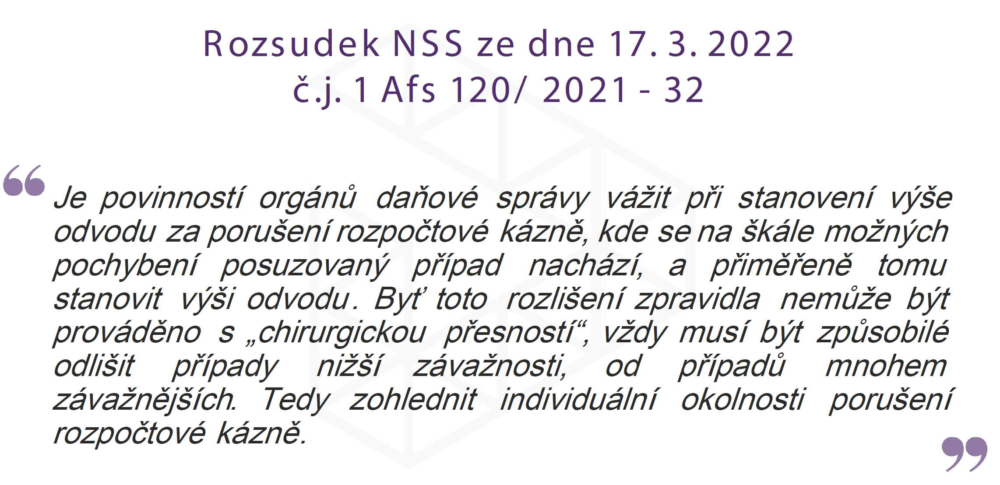 Rozsudek NSS ze dne 17. 3. 2022
č.j. 1 Afs 120/ 2021 - 32
“
Je povinností orgánů daňové správy vážit při stanovení výše
odvodu za porušení rozpočtové kázně, kde se na škále možných
pochybení posuzovaný případ nachází, a přiměřeně tomu
stanovit výši odvodu. Byť toto rozlišení zpravidla nemůže být
prováděno s „chirurgickou přesností“, vždy musí být způsobilé
odlišit případy nižší závažnosti, od případů mnohem
závažnějších. Tedy zohlednit individuální okolnosti porušení
rozpočtové kázně.
”